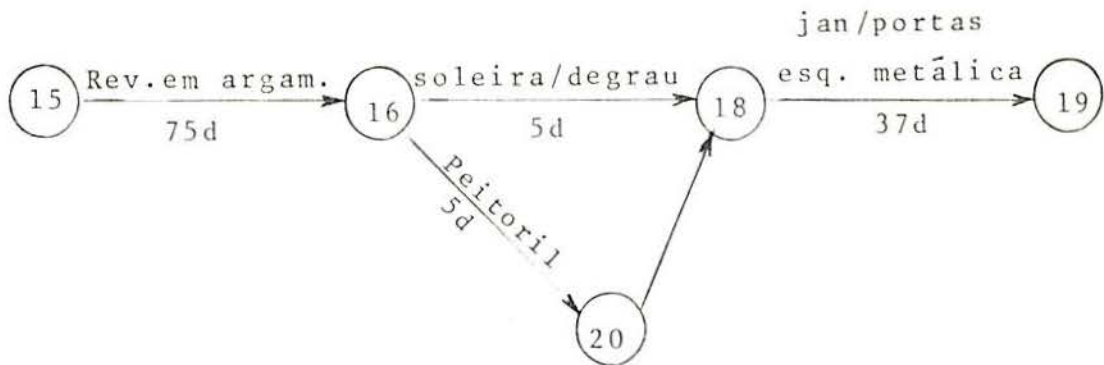 jan/portas
15 Rev.em argam. 16 soleira/degrau 18 esq. metálica 19
75d 5d 37d
Peitoril
5d
20